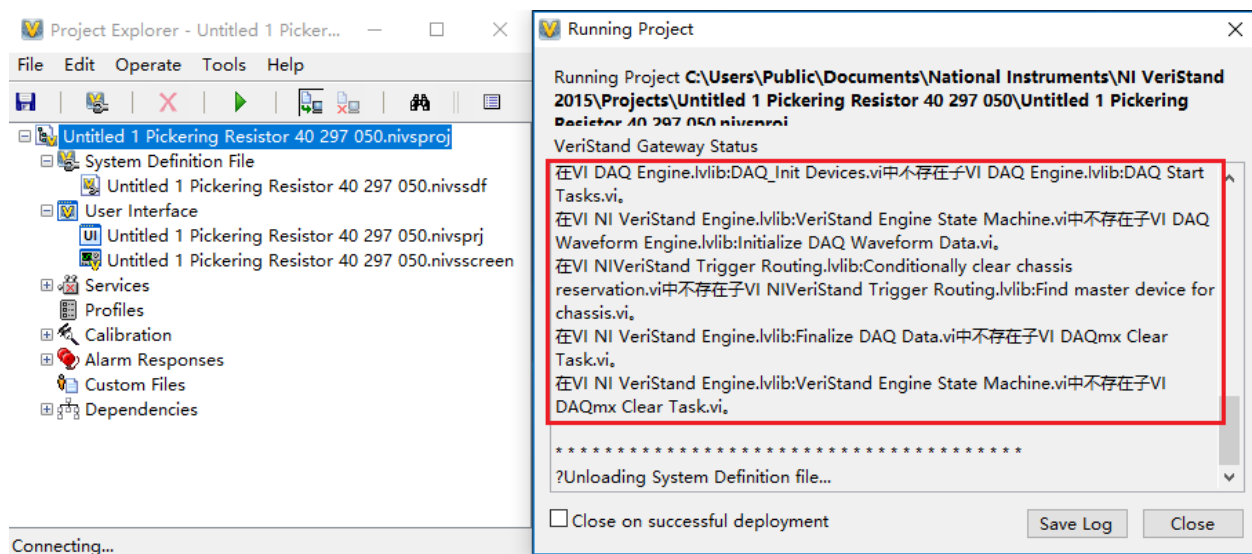 Project Explorer - Untitled 1 Picker...
File Edit Operate Tools Help
Untitled 1 Pickering Resistor 40 297 050.nivsproj
System Definition File
Untitled 1 Pickering Resistor 40 297 050.nivssdf
User Interface
Untitled 1 Pickering Resistor 40 297 050.nivsprj
Untitled 1 Pickering Resistor 40 297 050.nivsscreen
Services
Profiles
Calibration
Alarm Responses
Custom Files
Dependencies
Connecting...
Running Project
Running Project C:\Users\Public\Documents\National Instruments\NI VeriStand
2015\Projects\Untitled 1 Pickering Resistor 40 297 050\Untitled 1 Pickering
Resistor 40 297 050.nivsproj
VeriStand Gateway Status
在VI DAQ Engine.lvlib:DAQ_Init Devices.vi中不存在子VI DAQ Engine.lvlib:DAQ Start
Tasks.vi。
在VI NI VeriStand Engine.lvlib:VeriStand Engine State Machine.vi中不存在子VI DAQ
Waveform Engine.lvlib:Initialize DAQ Waveform Data.vi。
在VI NIVeriStand Trigger Routing.lvlib:Conditionally clear chassis
reservation.vi中不存在子VI NIVeriStand Trigger Routing.lvlib:Find master device for
chassis.vi。
在VI NI VeriStand Engine.lvlib:Finalize DAQ Data.vi中不存在子VI DAQmx Clear
Task.vi。
在VI NI VeriStand Engine.lvlib:VeriStand Engine State Machine.vi中不存在子VI
DAQmx Clear Task.vi。
* * * * * * * * * * * * * * * * * * * * * * * * * * * * * * * * * * * * * *
?Unloading System Definition file...
Close on successful deployment
Save Log
Close